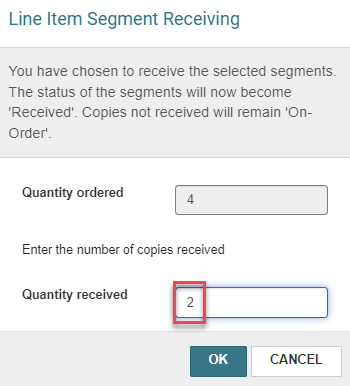 Line Item Segment Receiving
You have chosen to receive the selected segments.
The status of the segments will now become
'Received'. Copies not received will remain 'On-
Order'.
Quantity ordered
4
Enter the number of copies received
Quantity received
2
OK
CANCEL